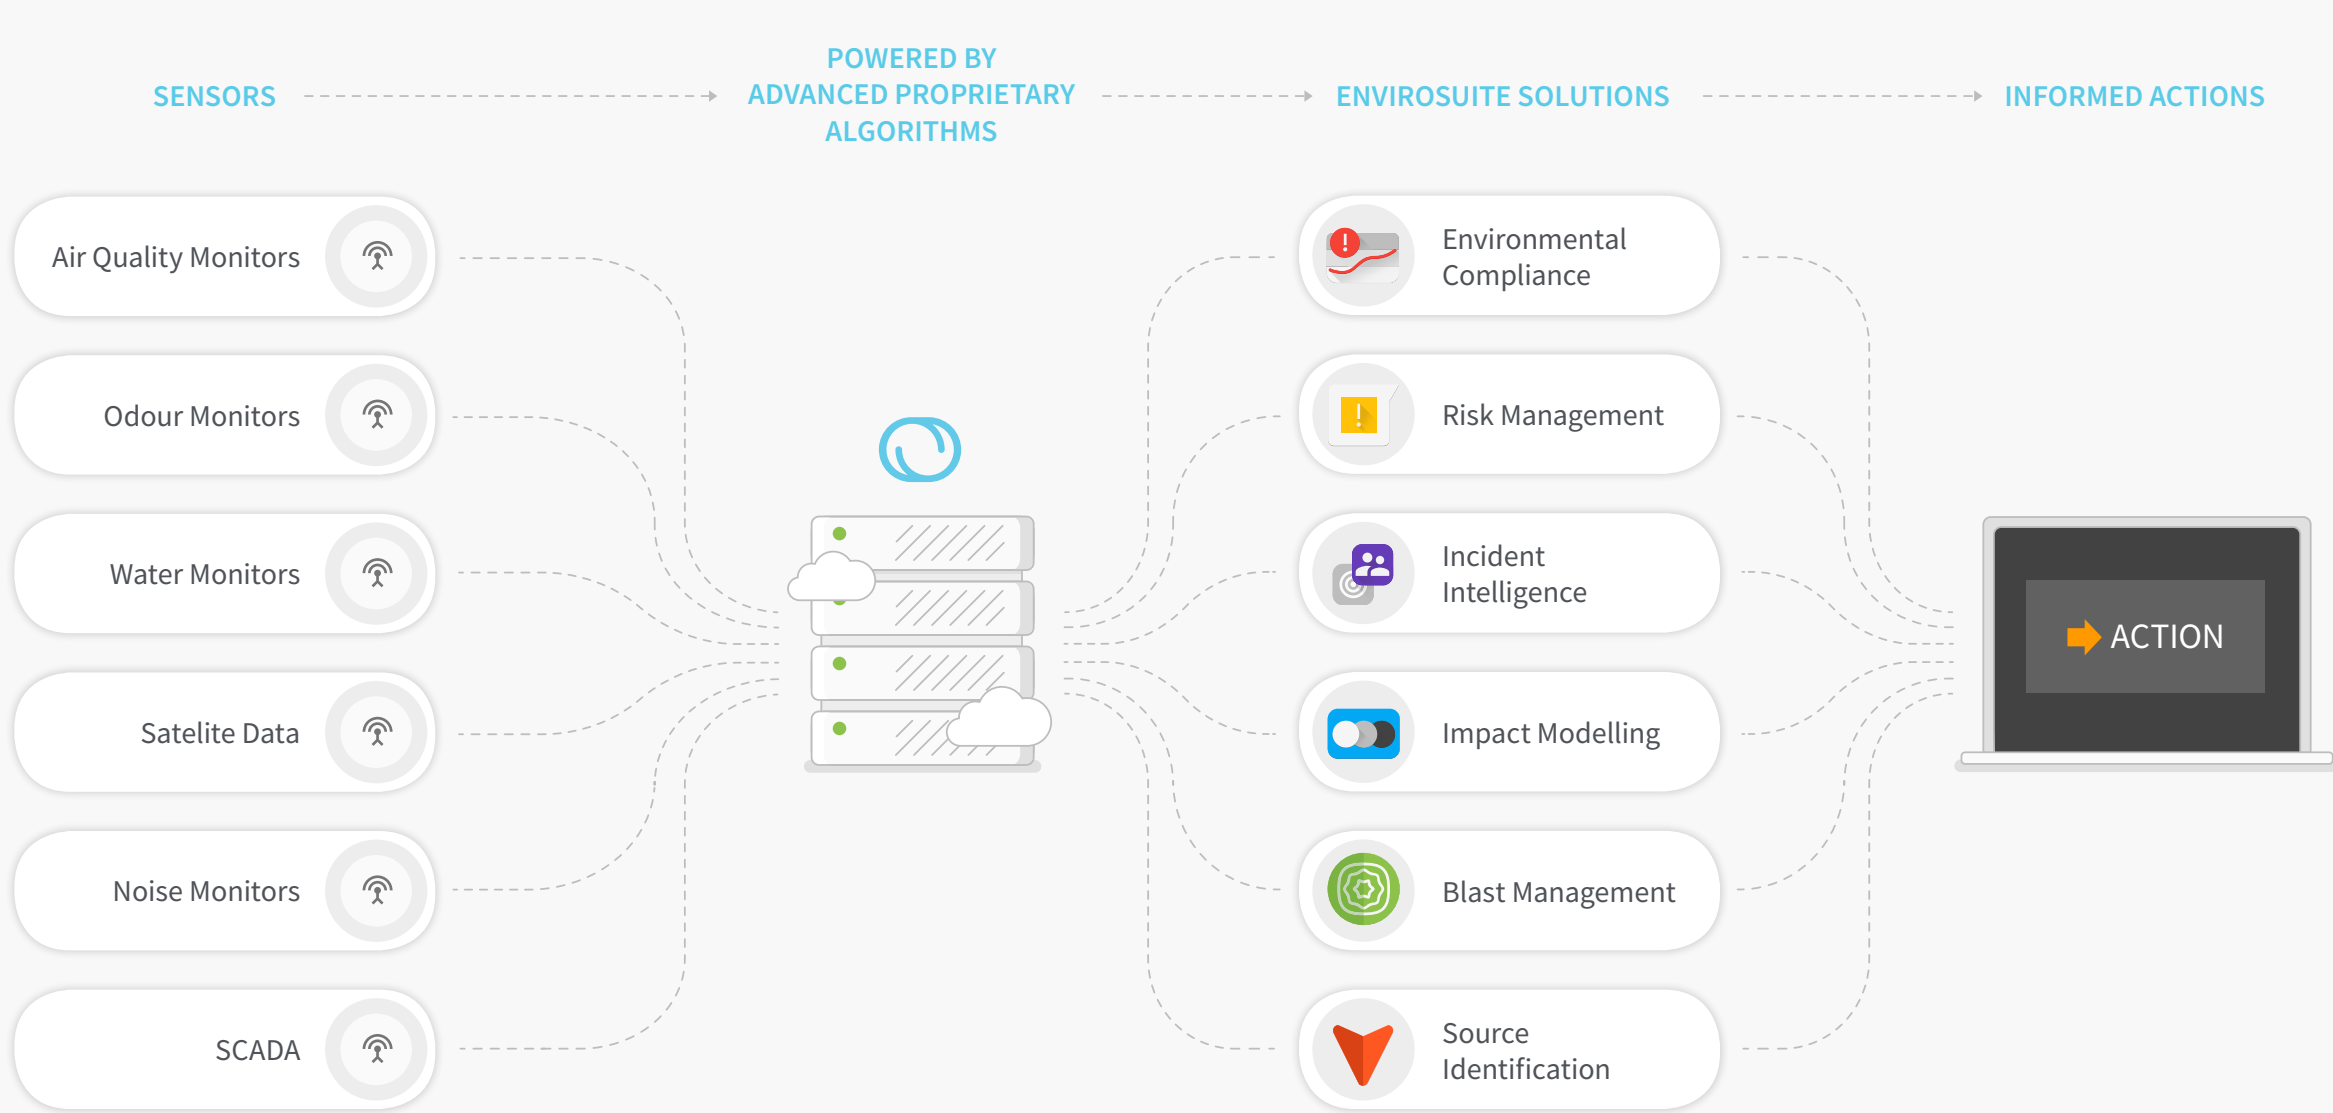 SENSORS
POWERED BY
ADVANCED PROPRIETARY
ALGORITHMS
ENVIROSUITE SOLUTIONS
INFORMED ACTIONS
Air Quality Monitors
Odour Monitors
Water Monitors
Satelite Data
Noise Monitors
SCADA
Environmental
Compliance
Risk Management
Incident
Intelligence
Impact Modelling
Blast Management
Source
Identification
ACTION